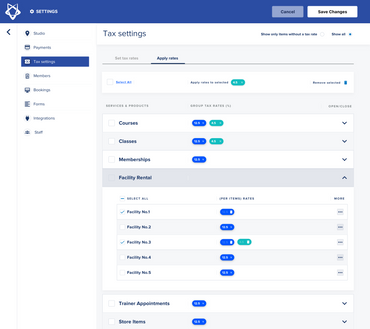 SETTINGS
Cancel
Save Changes
Studio
Payments
Tax settings
Members
Bookings
Forms
Integrations
Staff
Tax settings
Show only items without a tax rate
Show all
Set tax rates
Apply rates
Select All
Apply rates to selected
Remove selected
SERVICES & PRODUCTS
GROUP TAX RATES (%)
OPEN/CLOSE
Courses
Classes
Memberships
Facility Rental
SELECT ALL
(PER ITEM) RATES
MORE
Facility No.1
Facility No.2
Facility No.3
Facility No.4
Facility No.5
Trainer Appointments
Store Items